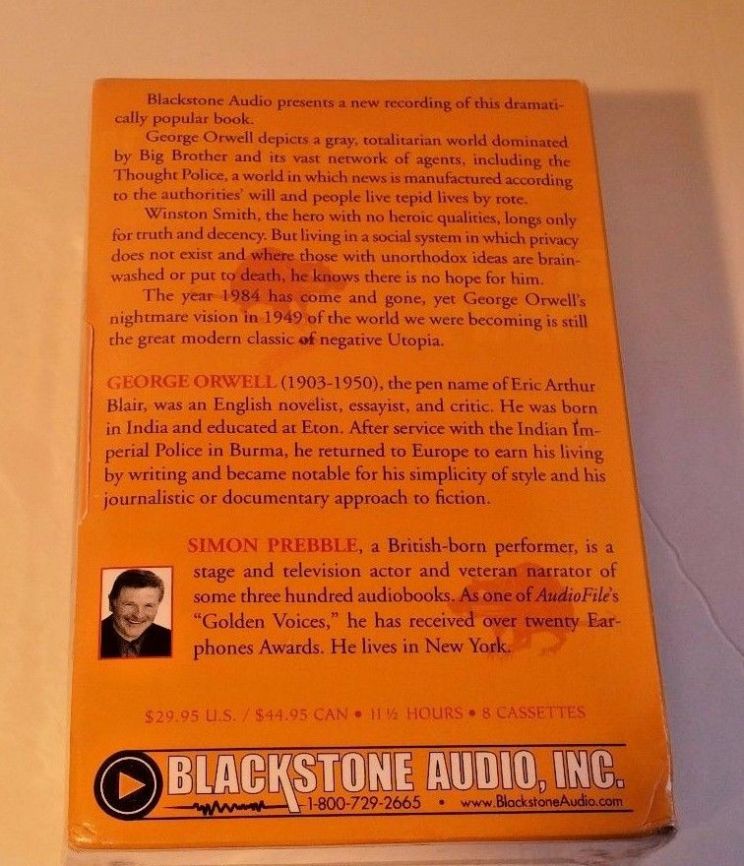 Blackstone Audio presents a new recording of this dramati-
cally popular book.
George Orwell depicts a gray, totalitarian world dominated
by Big Brother and its vast network of agents, including the
Thought Police, a world in which news is manufactured according
to the authorities' will and people live tepid lives by rote.
Winston Smith, the hero with no heroic qualities, longs only
for truth and decency. But living in a social system in which privacy
does not exist and where those with unorthodox ideas are brain-
washed or put to death, he knows there is no hope for him.
The year 1984 has come and gone, yet George Orwell's
nightmare vision in 1949 of the world we were becoming is still
the great modern classic of negative Utopia.
GEORGE ORWELL (1903-1950), the pen name of Eric Arthur
Blair, was an English novelist, essayist, and critic. He was born
in India and educated at Eton. After service with the Indian Im-
perial Police in Burma, he returned to Europe to earn his living
by writing and became notable for his simplicity of style and his
journalistic or documentary approach to fiction.
SIMON PREBBLE, a British-born performer, is a
stage and television actor and veteran narrator of
some three hundred audiobooks. As one of AudioFile's
"Golden Voices," he has received over twenty Ear-
phones Awards. He lives in New York.
$29.95 U.S. / $44.95 CAN • 11 ½ HOURS • 8 CASSETTES
BLACKSTONE AUDIO, INC.
1-800-729-2665 • www.BlackstoneAudio.com